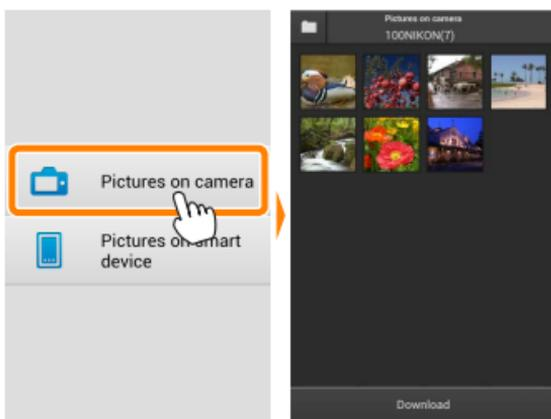 Pictures on camera
Pictures on smart
device
Pictures on camera
100NIKON(7)
Download